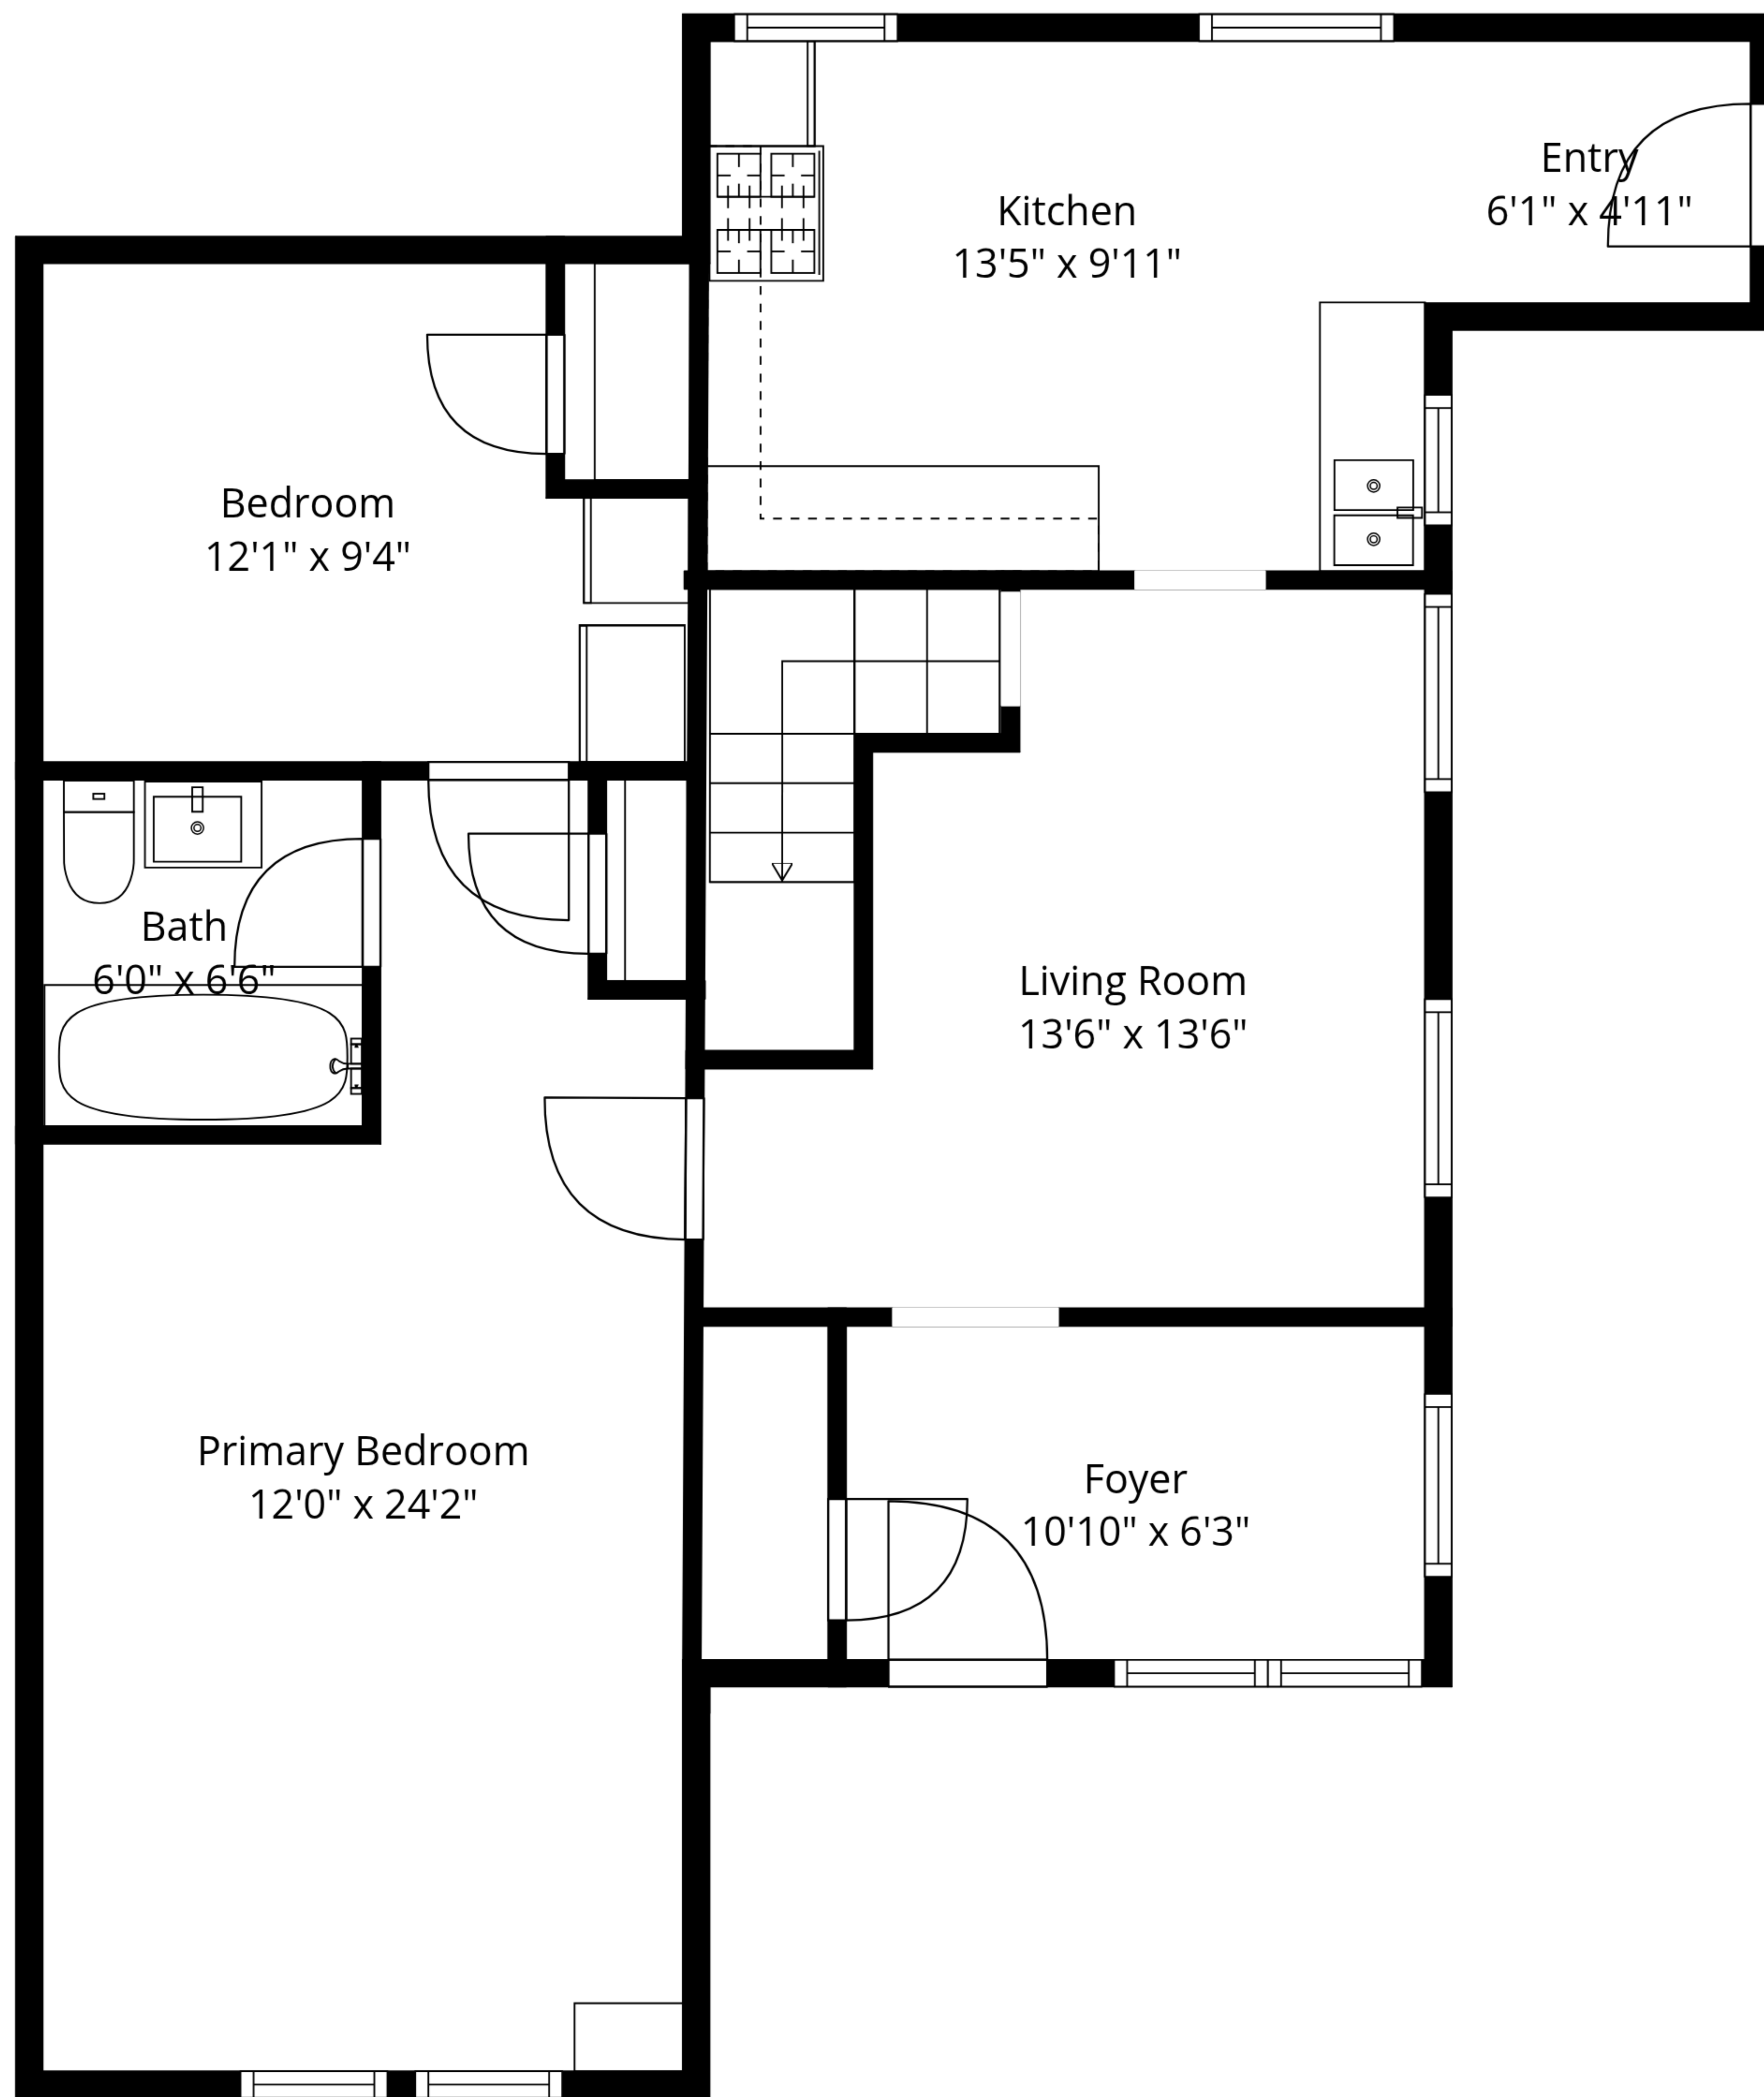 Entry
6'1" x 4'11"
Kitchen
13'5" x 9'11"
Bedroom
12'1" x 9'4"
Bath
6'0" x 6'6"
Living Room
13'6" x 13'6"
Primary Bedroom
12'0" x 24'2"
Foyer
10'10" x 6'3"